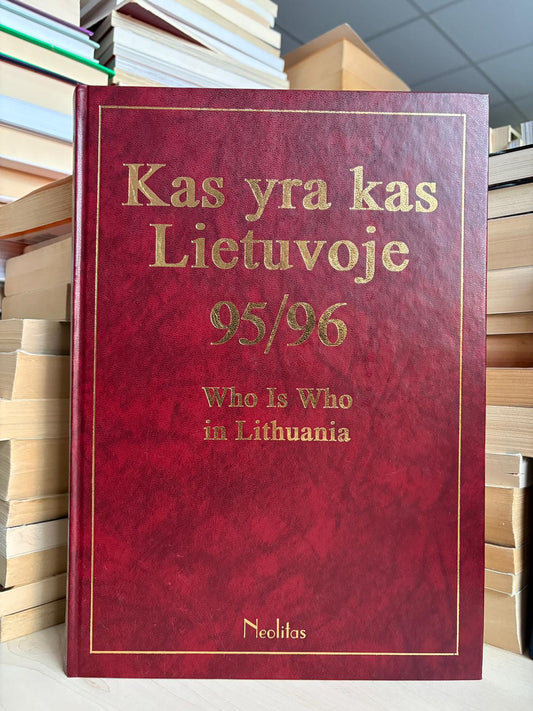 Kas yra kas
Lietuvoje
95/96
Who Is Who
in Lithuania
Neolitas